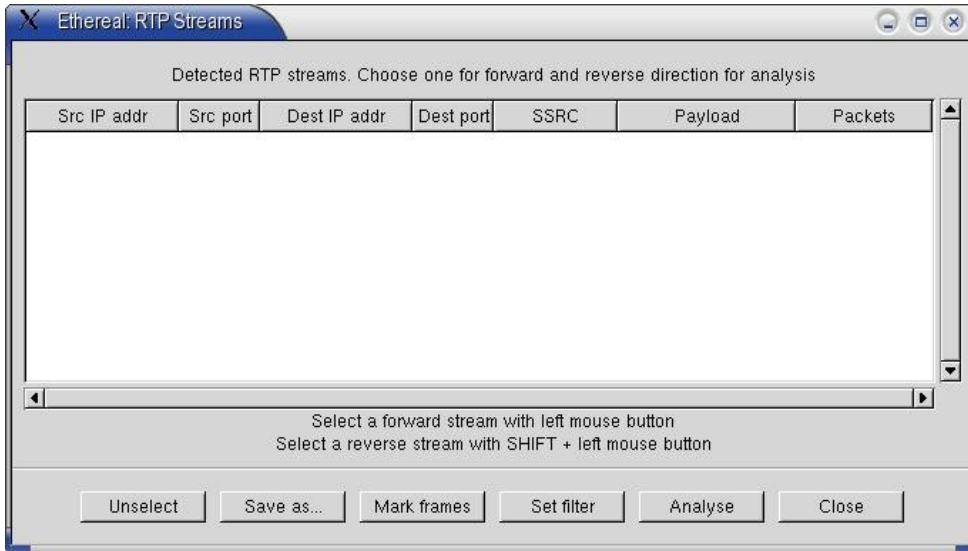 Ethereal: RTP Streams
Detected RTP streams. Choose one for forward and reverse direction for analysis
Src IP addr Src port Dest IP addr Dest port SSRC Payload Packets
Select a forward stream with left mouse button
Select a reverse stream with SHIFT + left mouse button
Unselect Save as... Mark frames Set filter Analyse Close